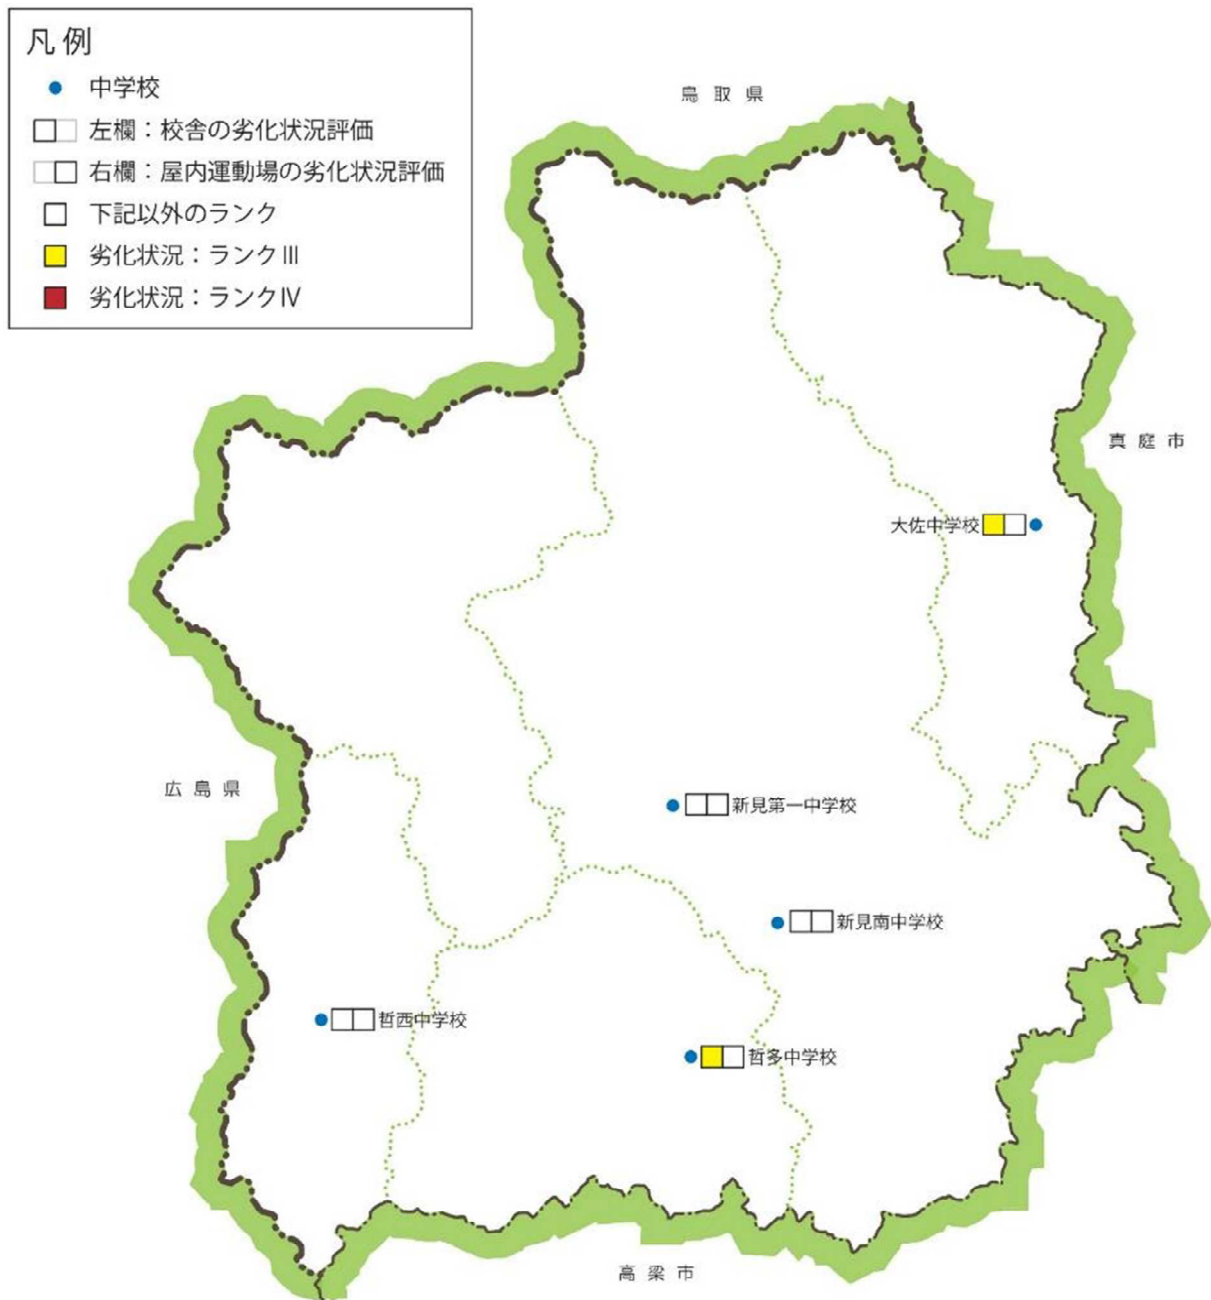 凡例
中学校
左欄：校舎の劣化状況評価
右欄：屋内運動場の劣化状況評価
下記以外のランク
劣化状況：ランクⅢ
劣化状況：ランクⅣ
鳥取県
真庭市
大佐中学校
広島県
新見第一中学校
新見南中学校
哲西中学校
哲多中学校
高梁市